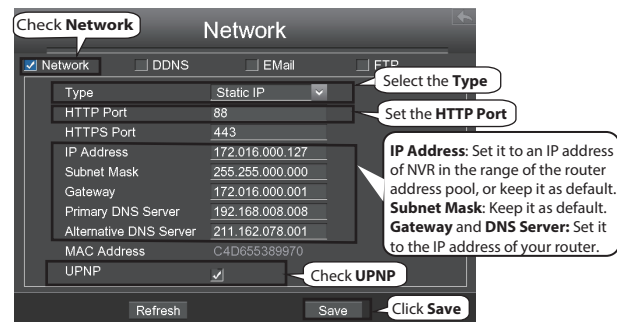 Check Network
Network
Network DDNS EMail FTP
Select the Type
Type Static IP
HTTP Port 88
Set the HTTP Port
HTTPS Port 443
IP Address 172.016.000.127
Subnet Mask 255.255.000.000
Gateway 172.016.000.001
Primary DNS Server 192.168.008.008
Alternative DNS Server 211.162.078.001
MAC Address C4D655389970
UPNP
IP Address: Set it to an IP address
of NVR in the range of the router
address pool, or keep it as default.
Subnet Mask: Keep it as default.
Gateway and DNS Server: Set it
to the IP address of your router.
Check UPNP
Refresh Save
Click Save